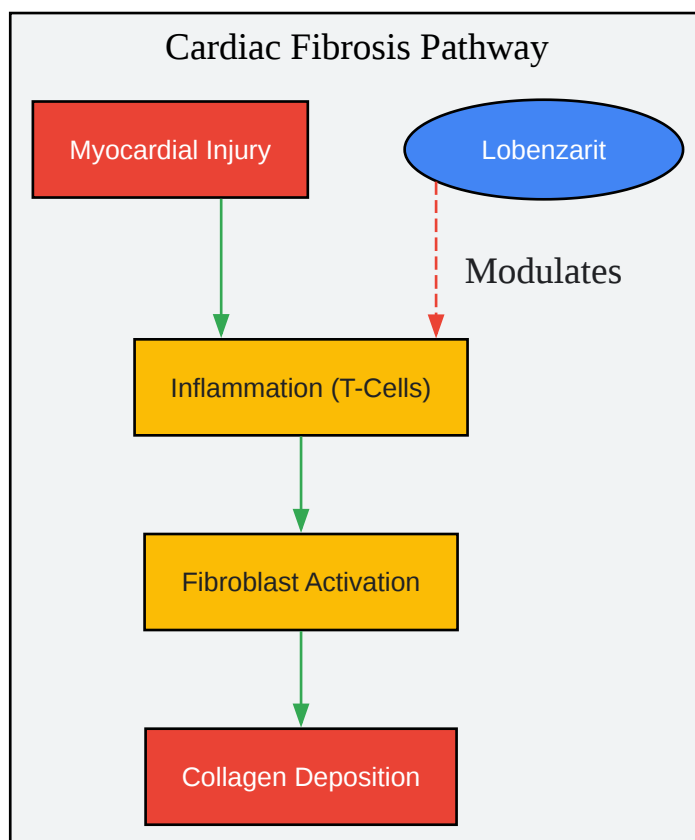 Cardiac Fibrosis Pathway
Myocardial Injury
Lobenzarit
Modulates
Inflammation (T-Cells)
Fibroblast Activation
Collagen Deposition